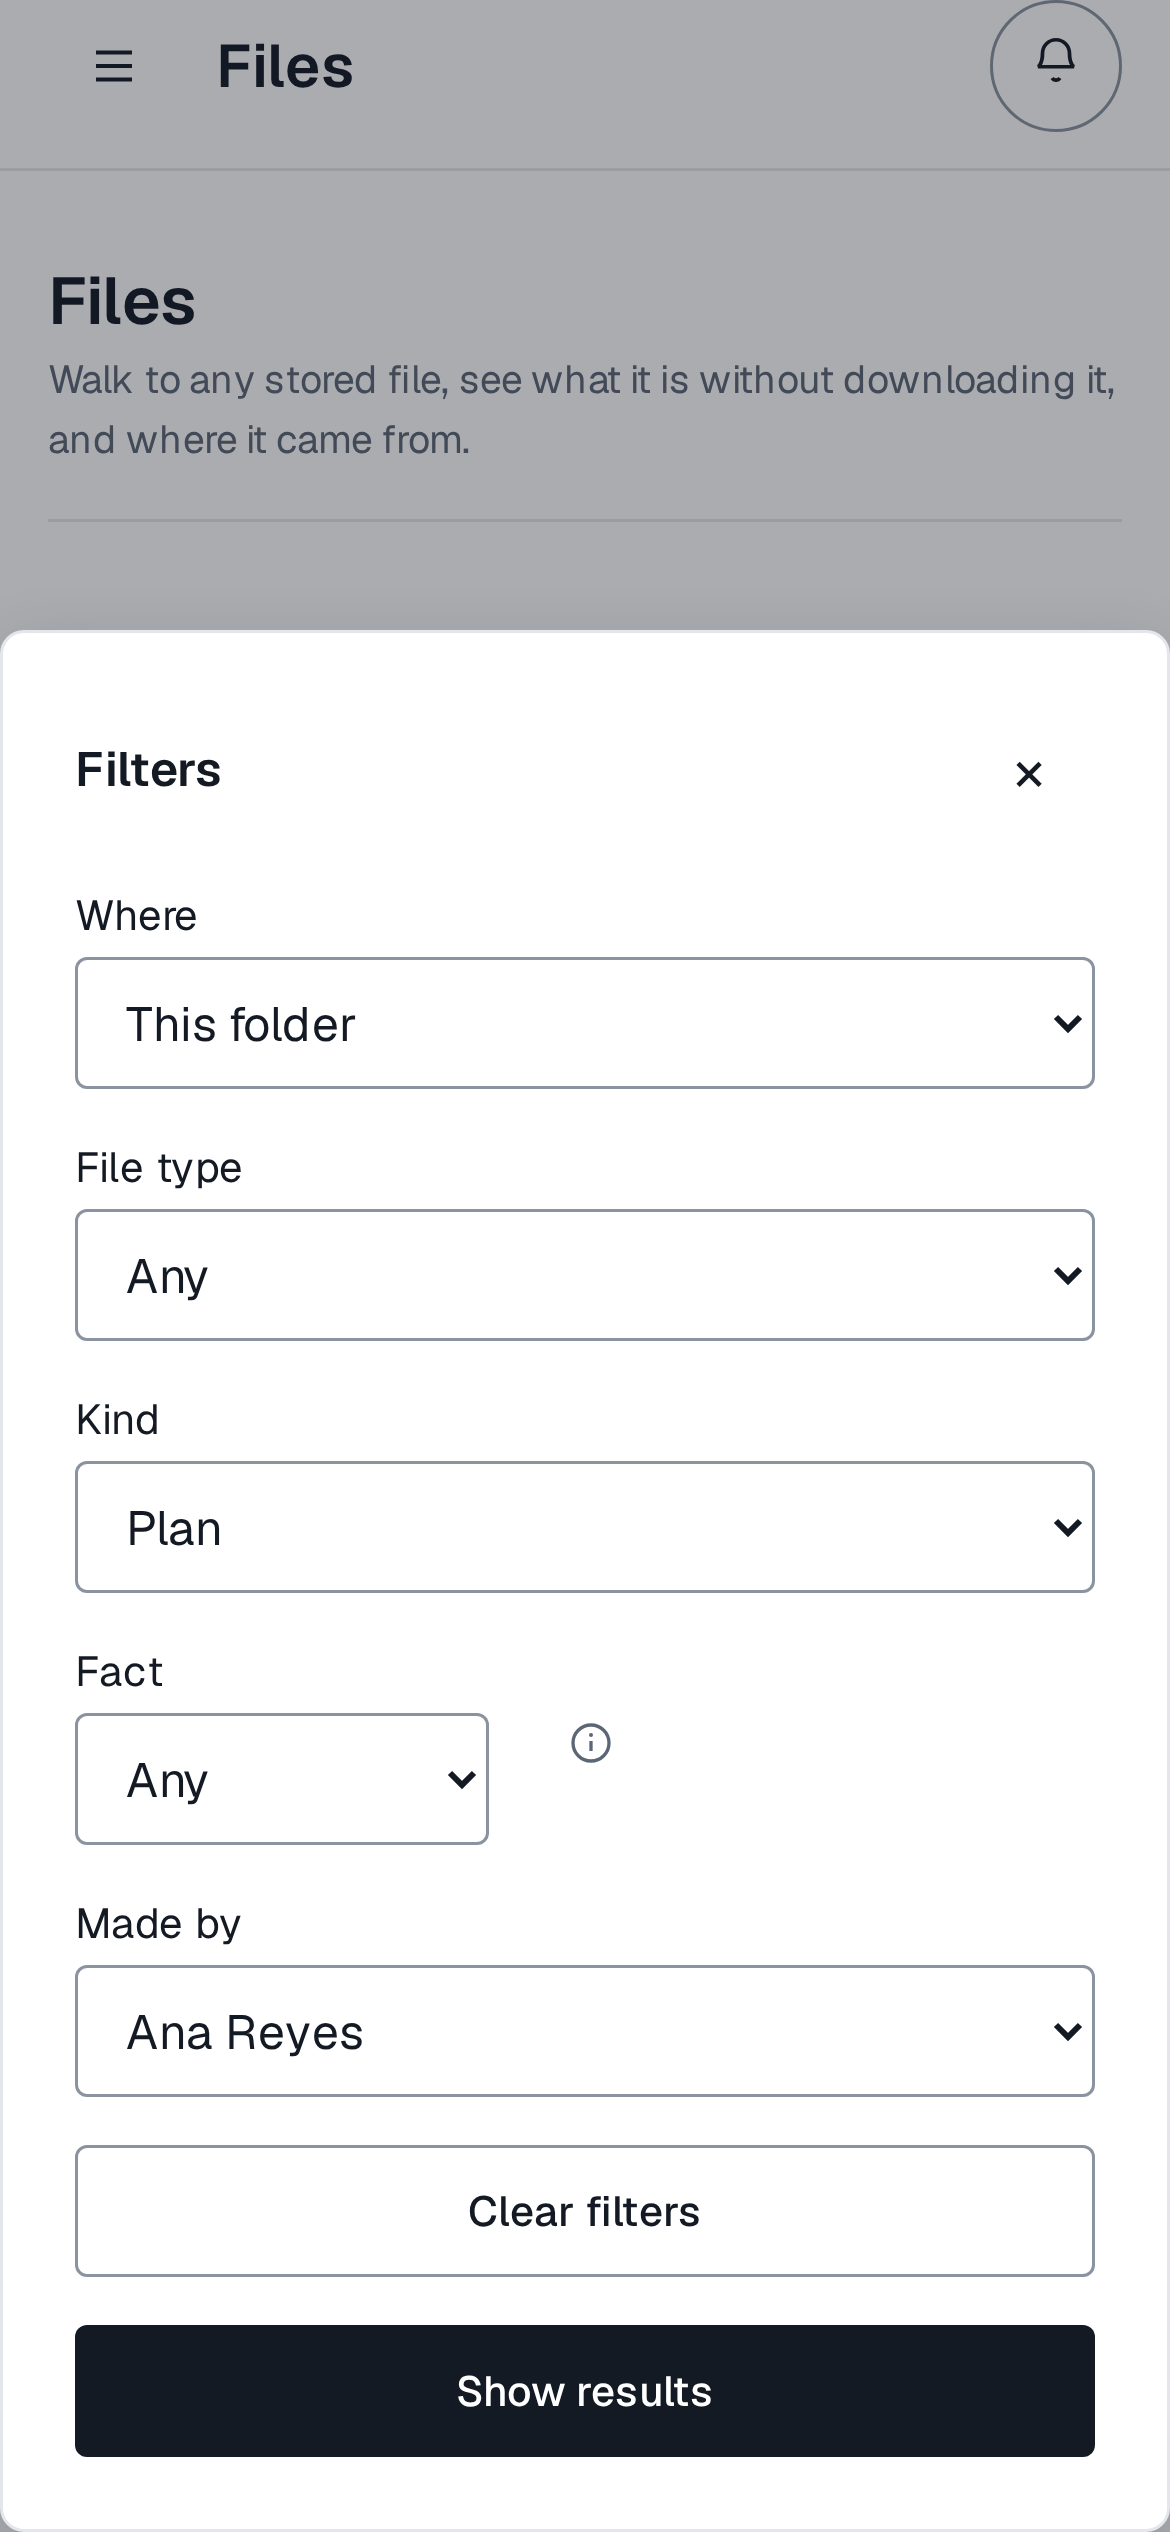 Files
Files
Walk to any stored file, see what it is without downloading it,
and where it came from.
Filters
Where
This folder
File type
Any
Kind
Plan
Fact
Any
Made by
Ana Reyes
Clear filters
Show results